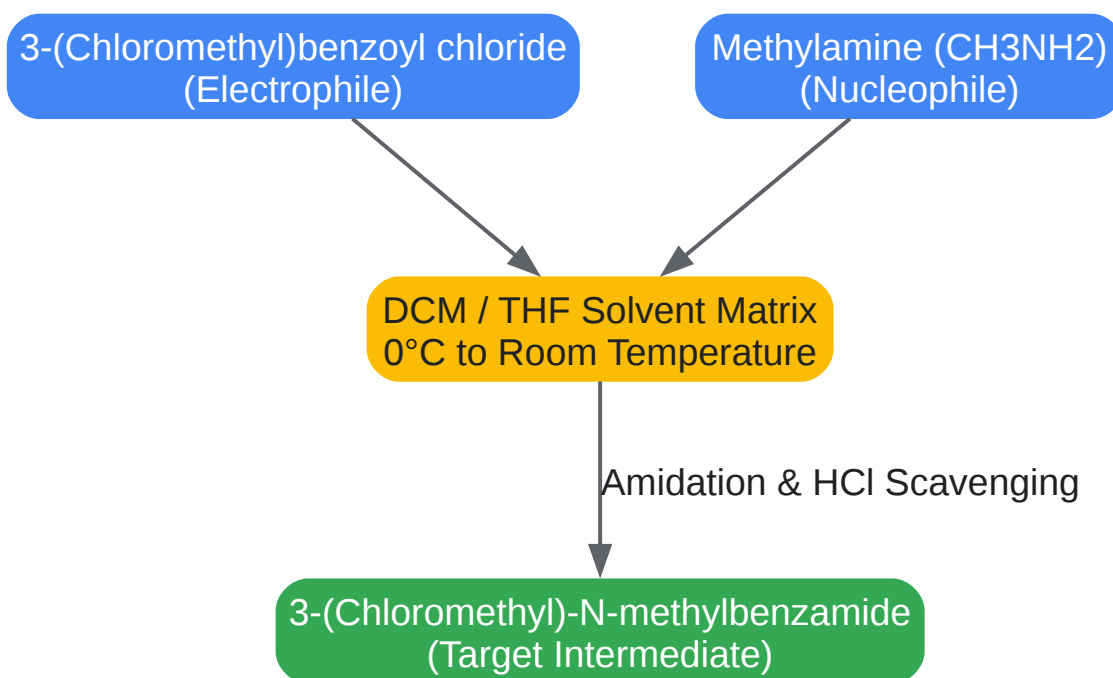 3-(Chloromethyl)benzoyl chloride
(Electrophile)
Methylamine (CH3NH2)
(Nucleophile)
DCM / THF Solvent Matrix
0°C to Room Temperature
Amidation & HCl Scavenging
3-(Chloromethyl)-N-methylbenzamide
(Target Intermediate)